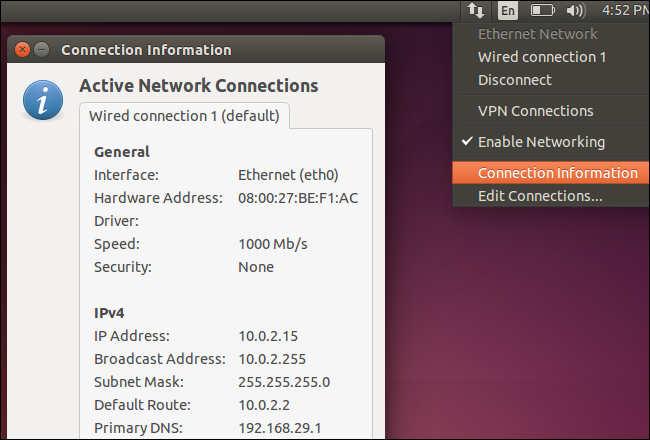 En
4:52 PM
Connection Information
Active Network Connections
Wired connection 1 (default)
General
Interface: Ethernet (eth0)
Hardware Address: 08:00:27:BE:F1:AC
Driver:
Speed: 1000 Mb/s
Security: None
IPv4
IP Address: 10.0.2.15
Broadcast Address: 10.0.2.255
Subnet Mask: 255.255.255.0
Default Route: 10.0.2.2
Primary DNS: 192.168.29.1
Ethernet Network
Wired connection 1
Disconnect
VPN Connections
Enable Networking
Connection Information
Edit Connections...